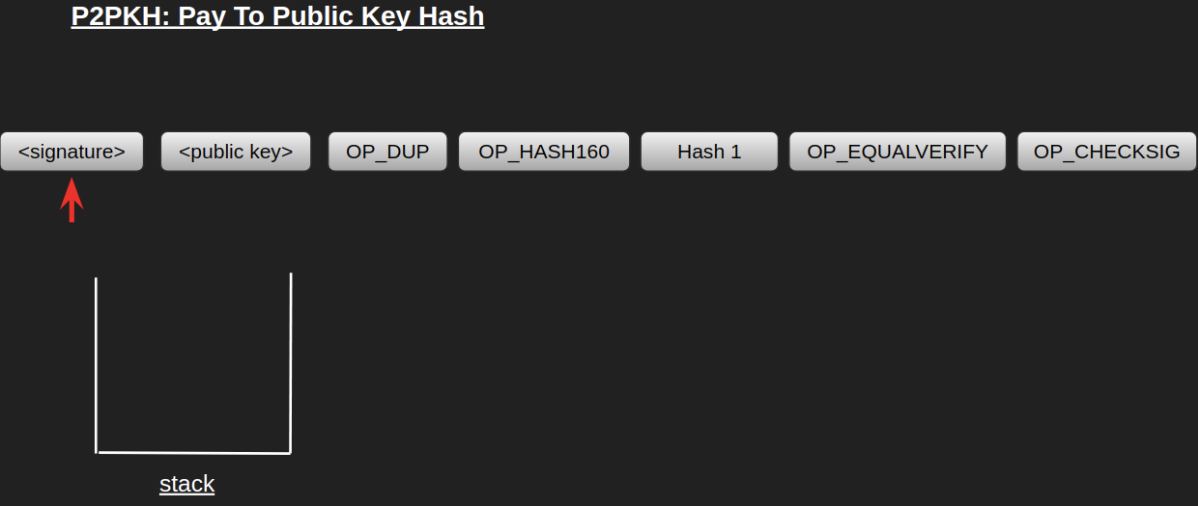 P2PKH: Pay To Public Key Hash
<signature> <public key> OP_DUP OP_HASH160 Hash 1 OP_EQUALVERIFY OP_CHECKSIG
stack